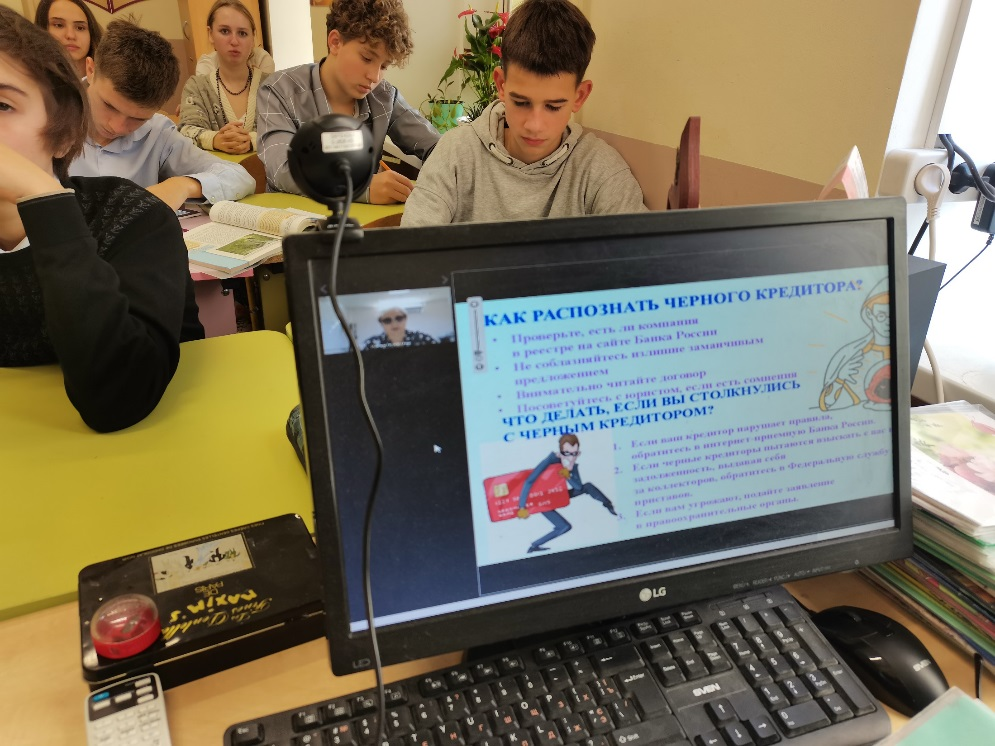 КАК РАСПОЗНАТЬ ЧЕРНОГО КРЕДИТОРА?
• Проверьте, есть ли компания
в реестре на сайте Банка России
• Не соблазняйтесь излишне заманчивым
предложением
• Внимательно читайте договор
• Посоветуйтесь с юристом, если есть сомнения
ЧТО ДЕЛАТЬ, ЕСЛИ ВЫ СТОЛКНУЛИСЬ
С ЧЕРНЫМ КРЕДИТОРОМ?
1. Если ваш кредитор нарушает правила,
обратитесь в интернет-приемную Банка России.
2. Если черные кредиторы пытаются взыскать с вас
задолженность, выдавая себя
за коллекторов, обратитесь в Федеральную службу
приставов.
3. Если вам угрожают, подайте заявление
в правоохранительные органы.
LG
SVEN
MAXIM'S
DE PARIS